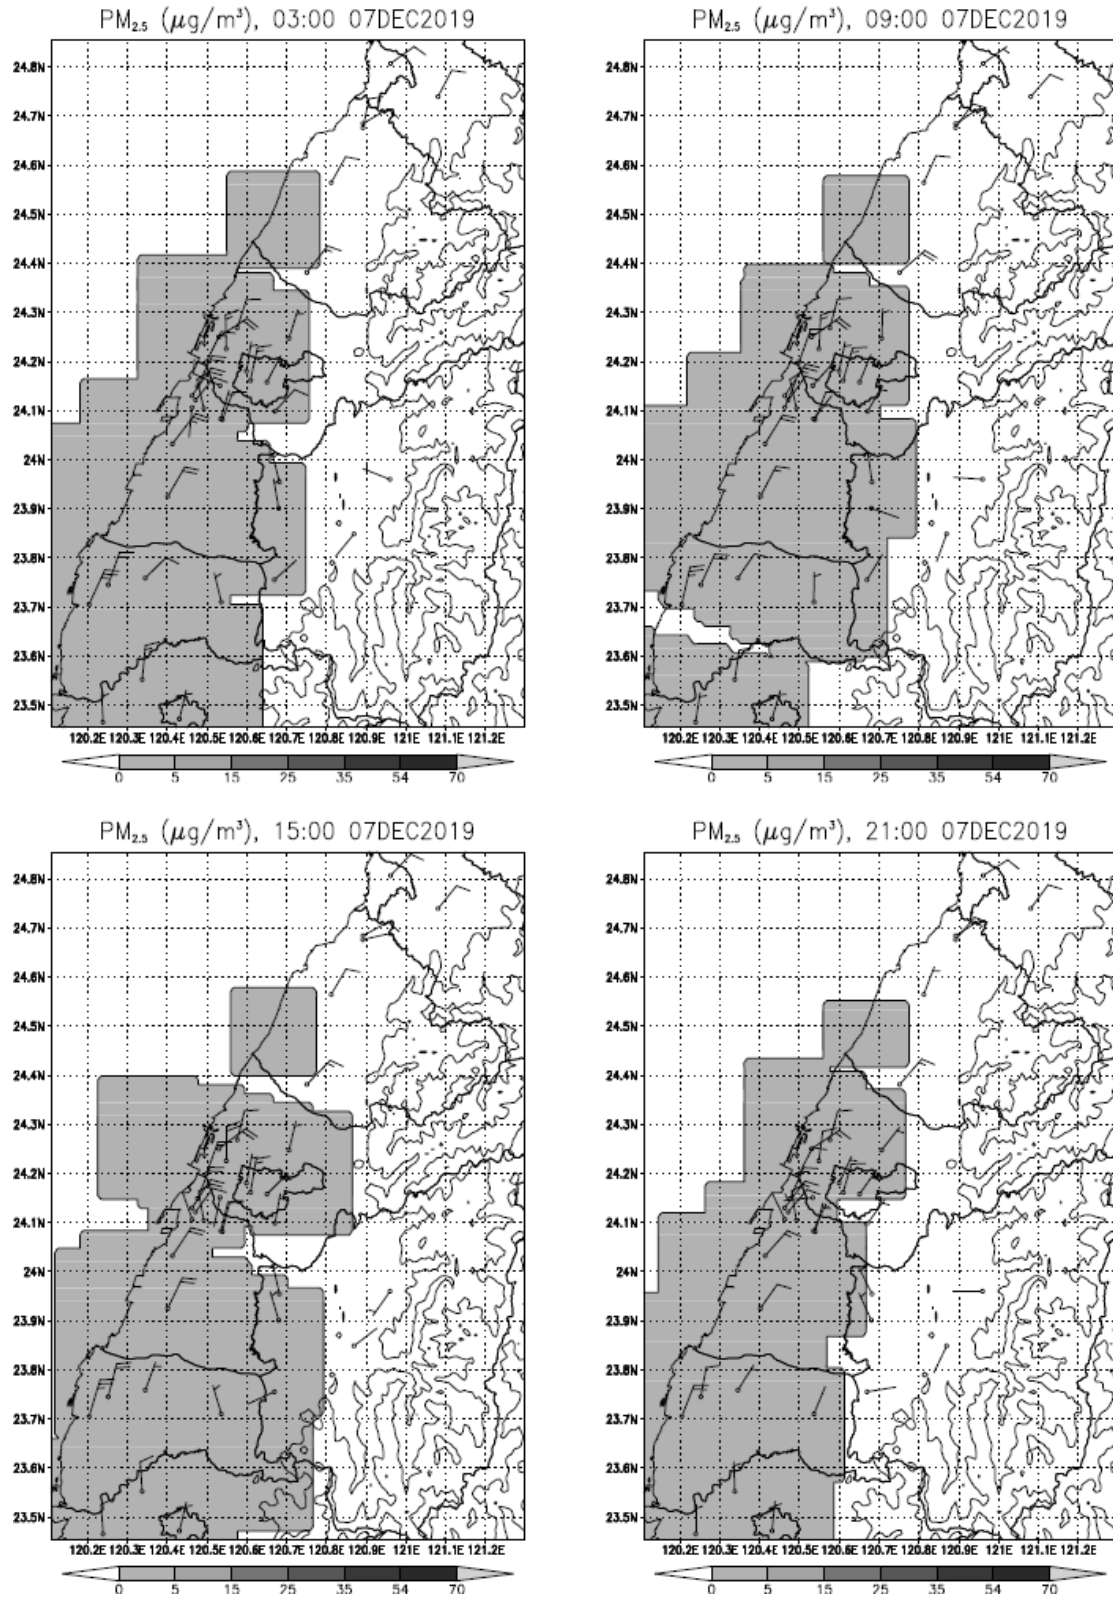 PM2.5 (μg/m³), 03:00 07DEC2019
24.8N
24.7N
24.6N
24.5N
24.4N
24.3N
24.2N
24.1N
24N
23.9N
23.8N
23.7N
23.6N
23.5N
120.2E 120.3E 120.4E 120.5E 120.6E 120.7E 120.8E 120.9E 121E 121.1E 121.2E
0 5 15 25 35 54 70
PM2.5 (μg/m³), 09:00 07DEC2019
24.8N
24.7N
24.6N
24.5N
24.4N
24.3N
24.2N
24.1N
24N
23.9N
23.8N
23.7N
23.6N
23.5N
120.2E 120.3E 120.4E 120.5E 120.6E 120.7E 120.8E 120.9E 121E 121.1E 121.2E
0 5 15 25 35 54 70
PM2.5 (μg/m³), 15:00 07DEC2019
24.8N
24.7N
24.6N
24.5N
24.4N
24.3N
24.2N
24.1N
24N
23.9N
23.8N
23.7N
23.6N
23.5N
120.2E 120.3E 120.4E 120.5E 120.6E 120.7E 120.8E 120.9E 121E 121.1E 121.2E
0 5 15 25 35 54 70
PM2.5 (μg/m³), 21:00 07DEC2019
24.8N
24.7N
24.6N
24.5N
24.4N
24.3N
24.2N
24.1N
24N
23.9N
23.8N
23.7N
23.6N
23.5N
120.2E 120.3E 120.4E 120.5E 120.6E 120.7E 120.8E 120.9E 121E 121.1E 121.2E
0 5 15 25 35 54 70